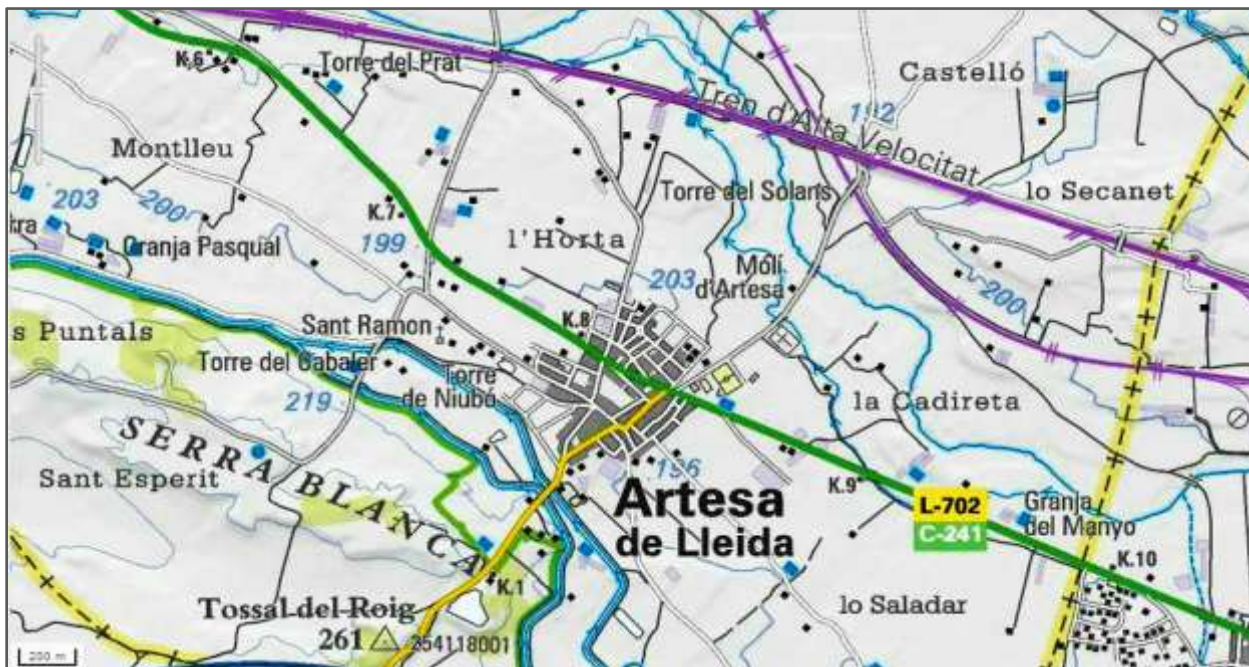 K.6
Torre del Prat
Castelló
192
Tren d'Alta Velocitat
Montlleu
Torre del Solans
lo Secanet
203
200
K.7
199
l'Horta
Granja Pasqual
Molí
d'Artesa
203
200
s Puntals
Sant Ramon
K.8
Torre del Gabaler
Torre
de Niubó
219
la Cadireta
SERRA BLANCA
Sant Esperit
196
K.9
Artesa
de Lleida
L-702
C-241
Granja
del Manyo
K.10
K.1
Tossal del Roig
261
254118001
lo Saladar
200 m